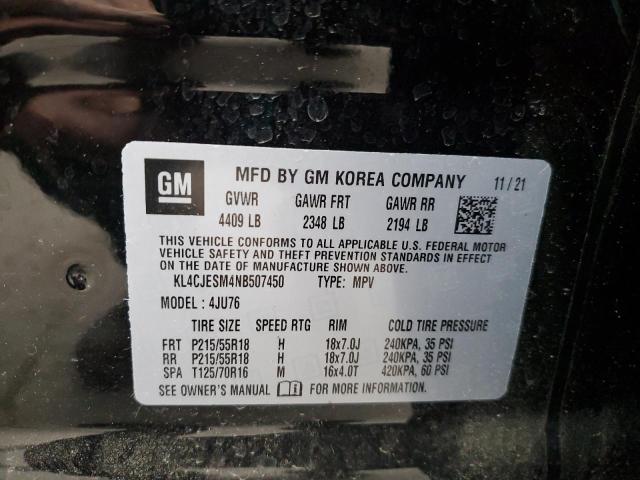 GM MFD BY GM KOREA COMPANY 11/21
GVWR GAWR FRT GAWR RR
4409 LB 2348 LB 2194 LB
THIS VEHICLE CONFORMS TO ALL APPLICABLE U.S. FEDERAL MOTOR
VEHICLE SAFETY AND THEFT PREVENTION STANDARDS IN EFFECT
ON THE DATE OF MANUFACTURE SHOWN ABOVE.
KL4CJESM4NB507450 TYPE: MPV
MODEL : 4JU76
TIRE SIZE SPEED RTG RIM COLD TIRE PRESSURE
FRT P215/55R18 H 18x7.0J 240KPA, 35 PSI
RR P215/55R18 H 18x7.0J 240KPA, 35 PSI
SPA T125/70R16 M 16x4.0T 420KPA, 60 PSI
SEE OWNER'S MANUAL FOR MORE INFORMATION